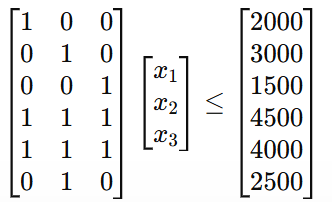 1 0 0 2000
0 1 0 3000
0 0 1 x₁ 1500
1 1 1 x₂ ≤ 4500
1 1 1 x₃ 4000
0 1 0 2500